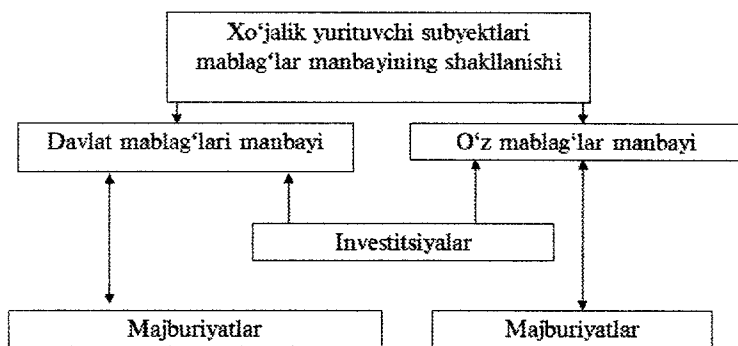 Xo‘jalik yurituvchi subyektlari
mablag‘lar manbayining shakllanishi
Davlat mablag‘lari manbayi
O‘z mablag‘lar manbayi
Investitsiyalar
Majburiyatlar
Majburiyatlar